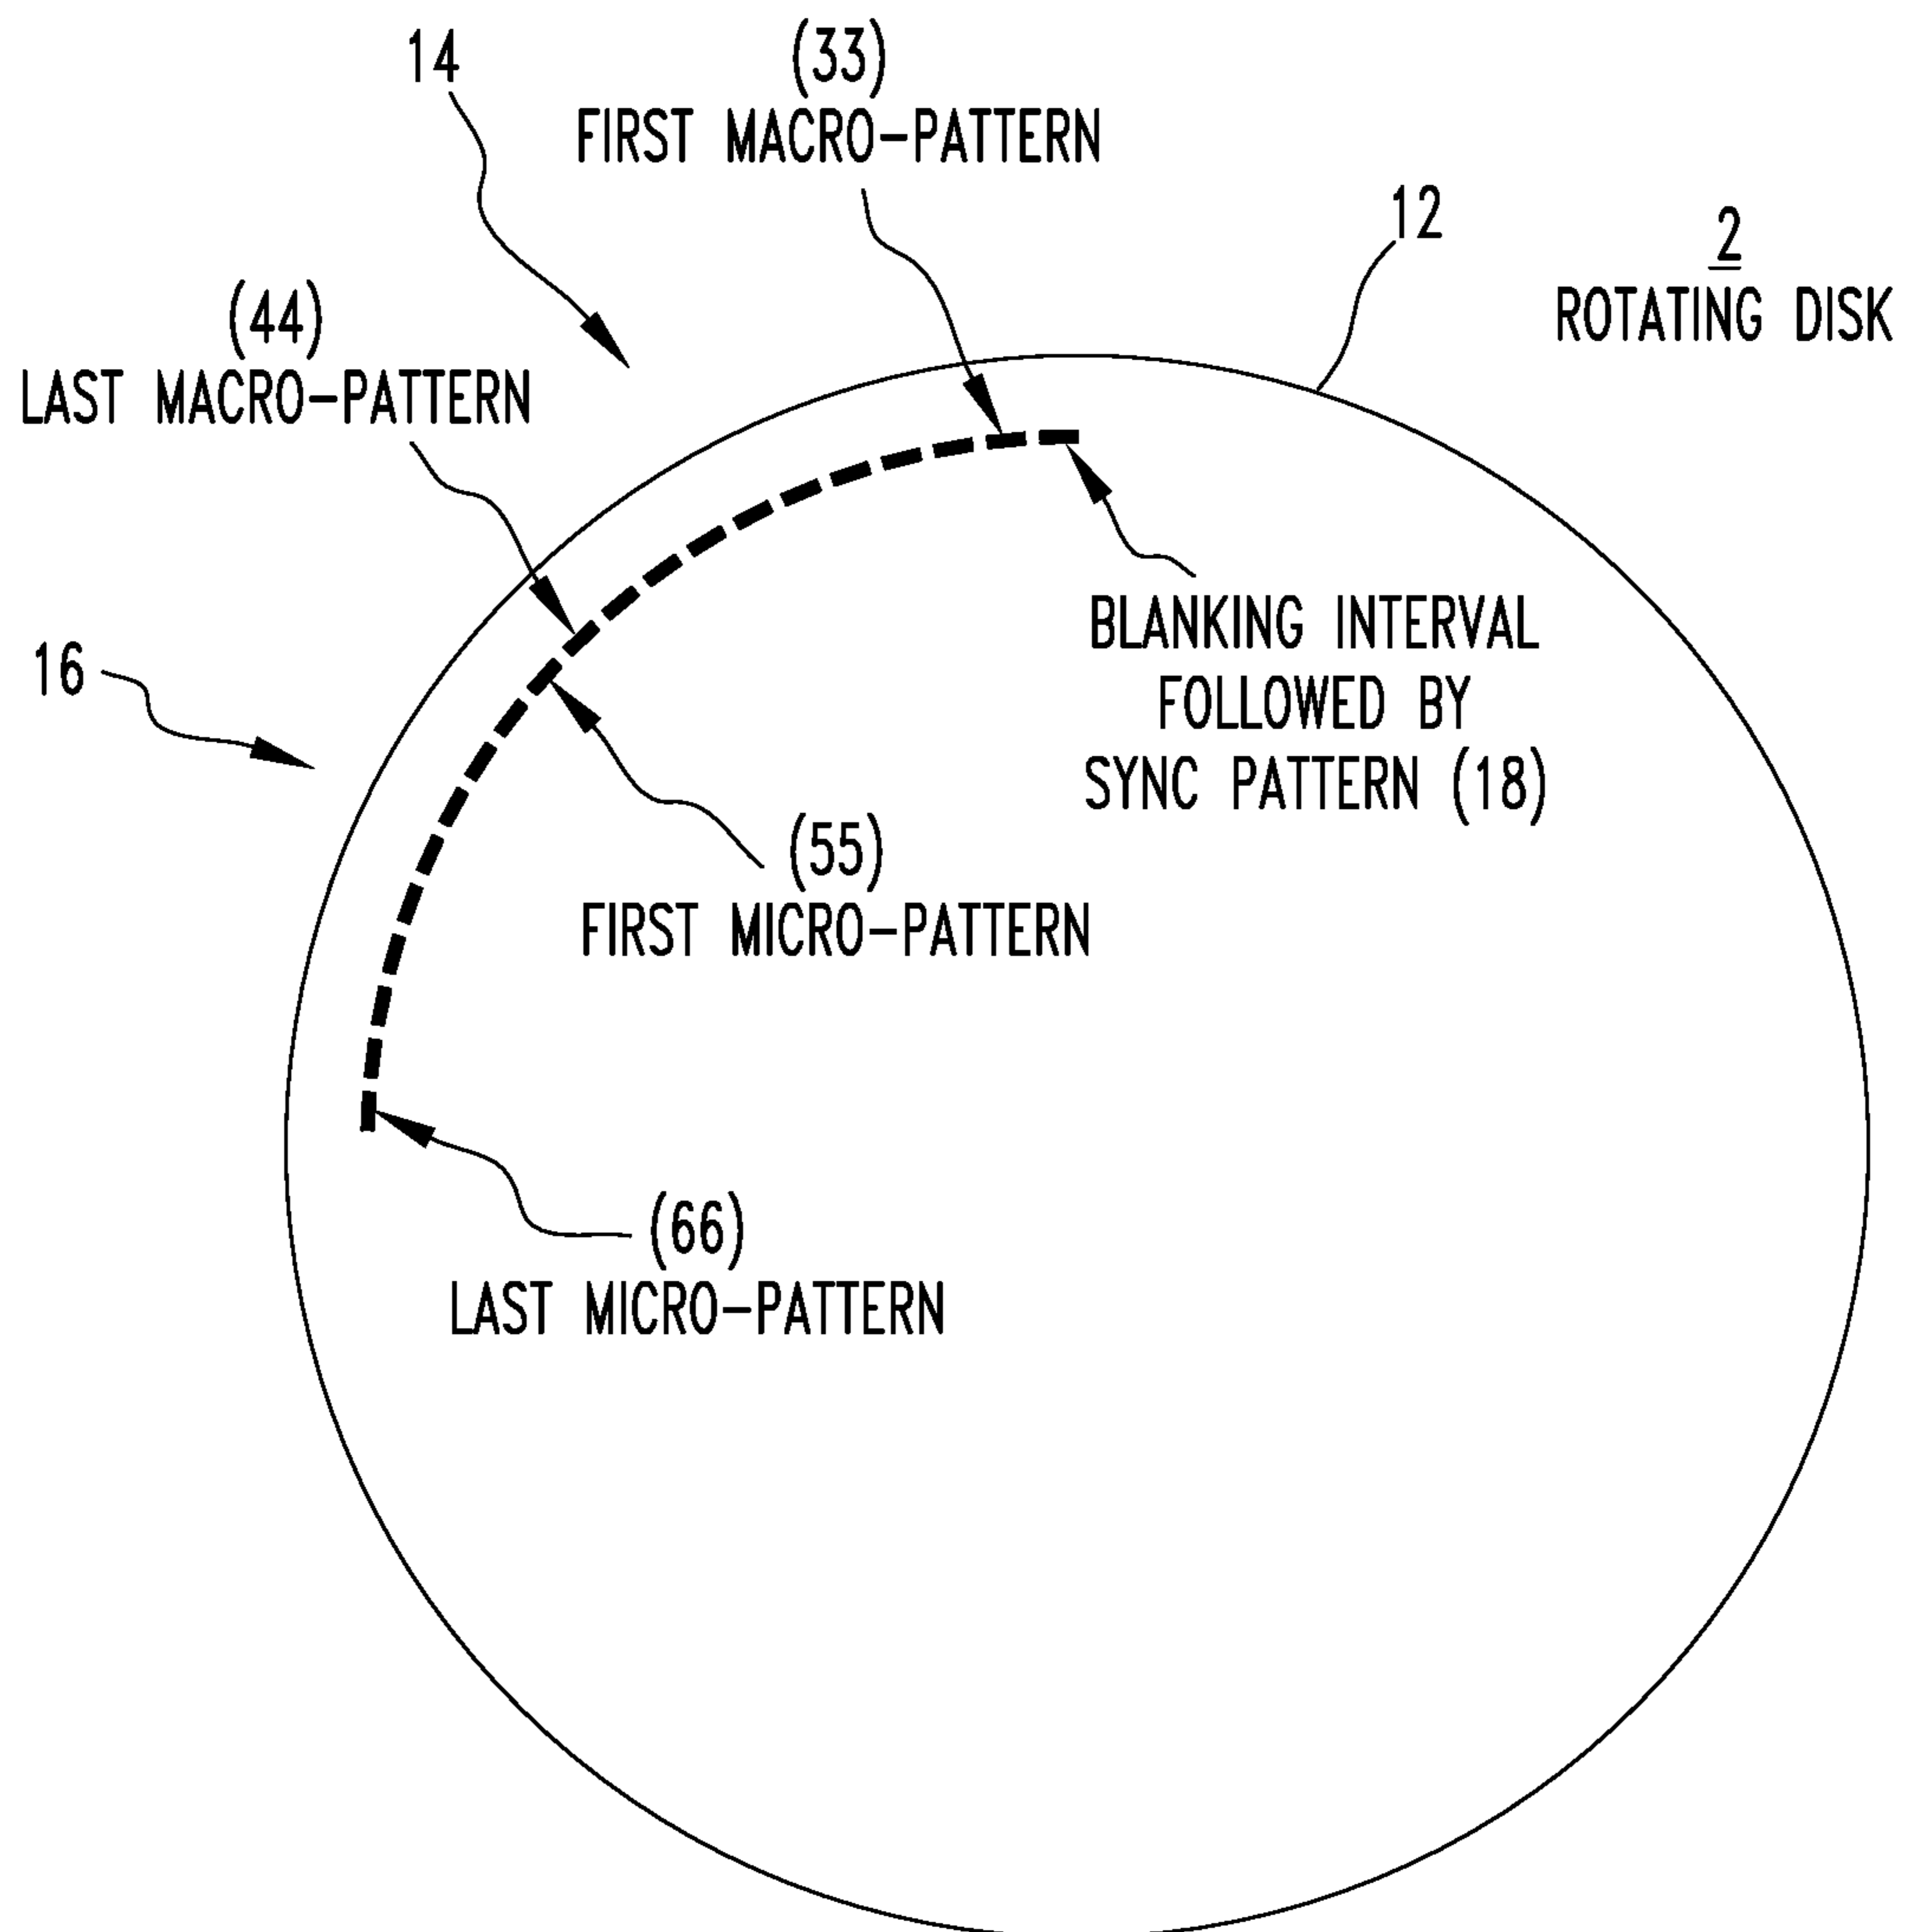 14
(33)
FIRST MACRO-PATTERN
12
2
ROTATING DISK
(44)
LAST MACRO-PATTERN
16
BLANKING INTERVAL
FOLLOWED BY
SYNC PATTERN (18)
(55)
FIRST MICRO-PATTERN
(66)
LAST MICRO-PATTERN